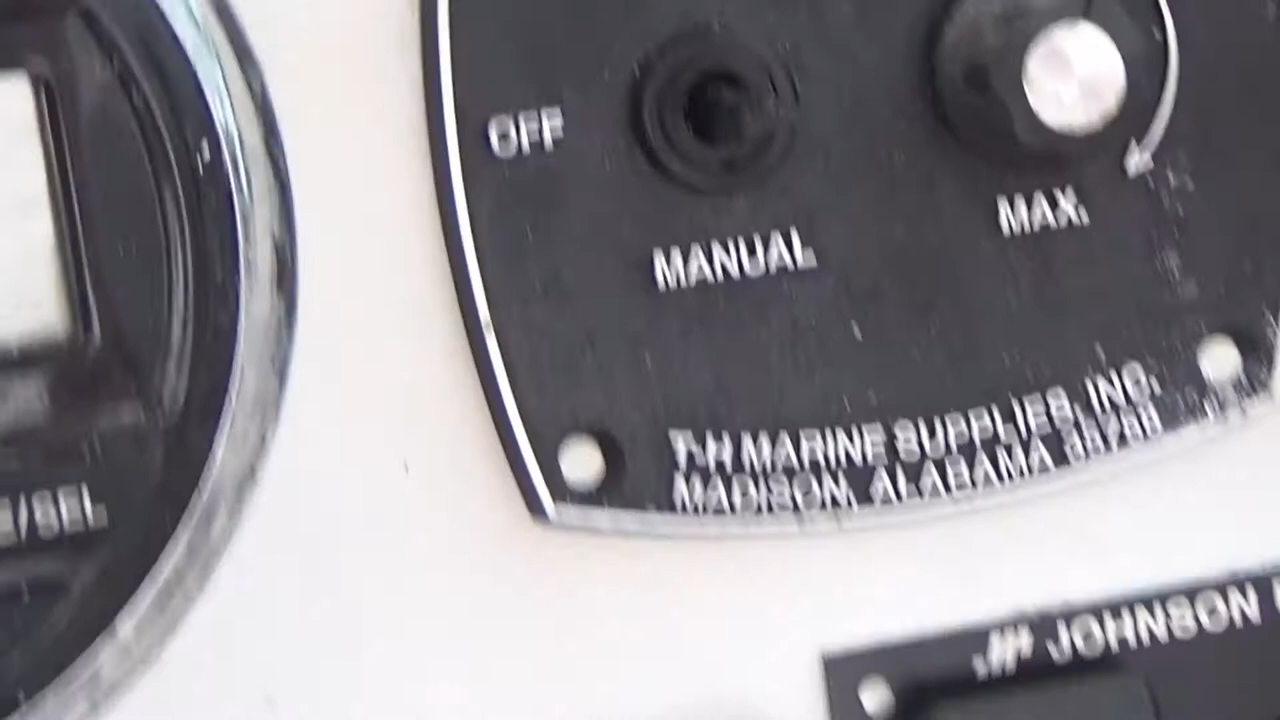 OFF
MANUAL
MAX.
T-H MARINE SUPPLIES, INC.
MADISON, ALABAMA
/SEL
JOHNSON